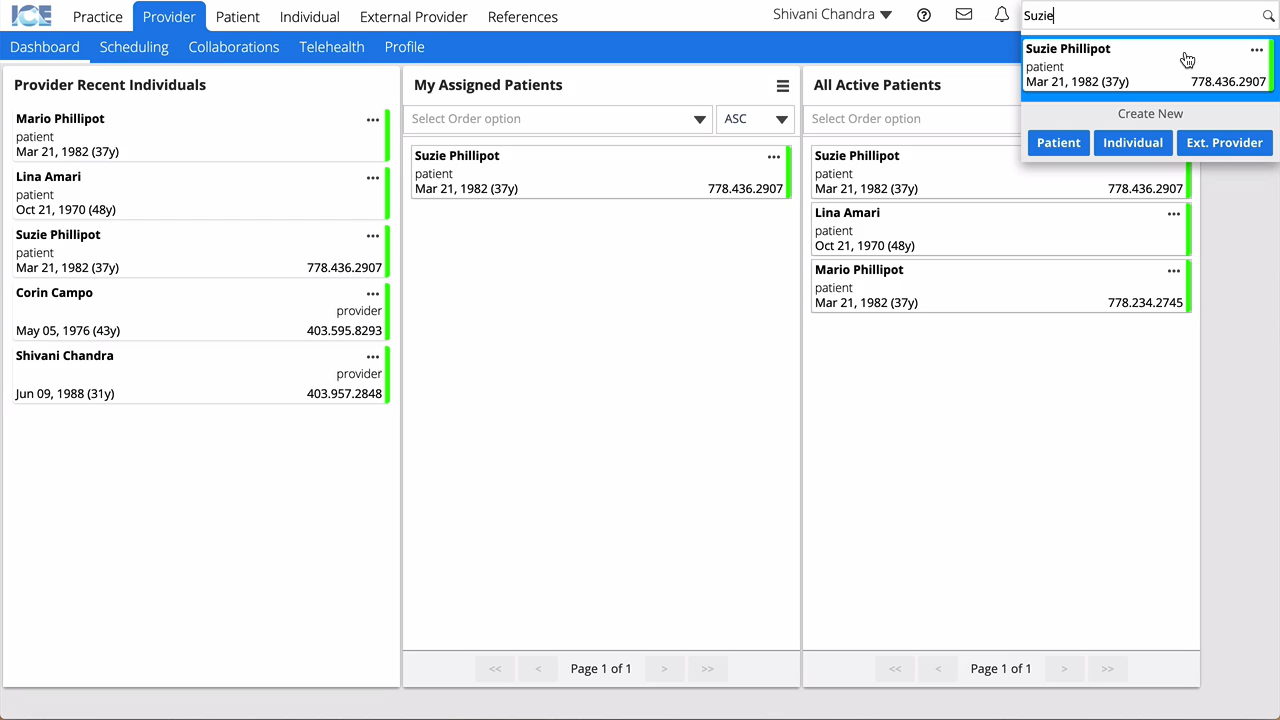 ICE
Practice
Provider
Patient
Individual
External Provider
References
Shivani Chandra
Suzie
Dashboard
Scheduling
Collaborations
Telehealth
Profile
Suzie Phillipot
patient
Mar 21, 1982 (37y) 778.436.2907
Create New
Patient
Individual
Ext. Provider
Provider Recent Individuals
Mario Phillipot
patient
Mar 21, 1982 (37y)
Lina Amari
patient
Oct 21, 1970 (48y)
Suzie Phillipot
patient
Mar 21, 1982 (37y) 778.436.2907
Corin Campo
provider
May 05, 1976 (43y) 403.595.8293
Shivani Chandra
provider
Jun 09, 1988 (31y) 403.957.2848
My Assigned Patients
Select Order option
ASC
Suzie Phillipot
patient
Mar 21, 1982 (37y) 778.436.2907
<< < Page 1 of 1 > >>
All Active Patients
Select Order option
Suzie Phillipot
patient
Mar 21, 1982 (37y) 778.436.2907
Lina Amari
patient
Oct 21, 1970 (48y)
Mario Phillipot
patient
Mar 21, 1982 (37y) 778.234.2745
<< < Page 1 of 1 > >>